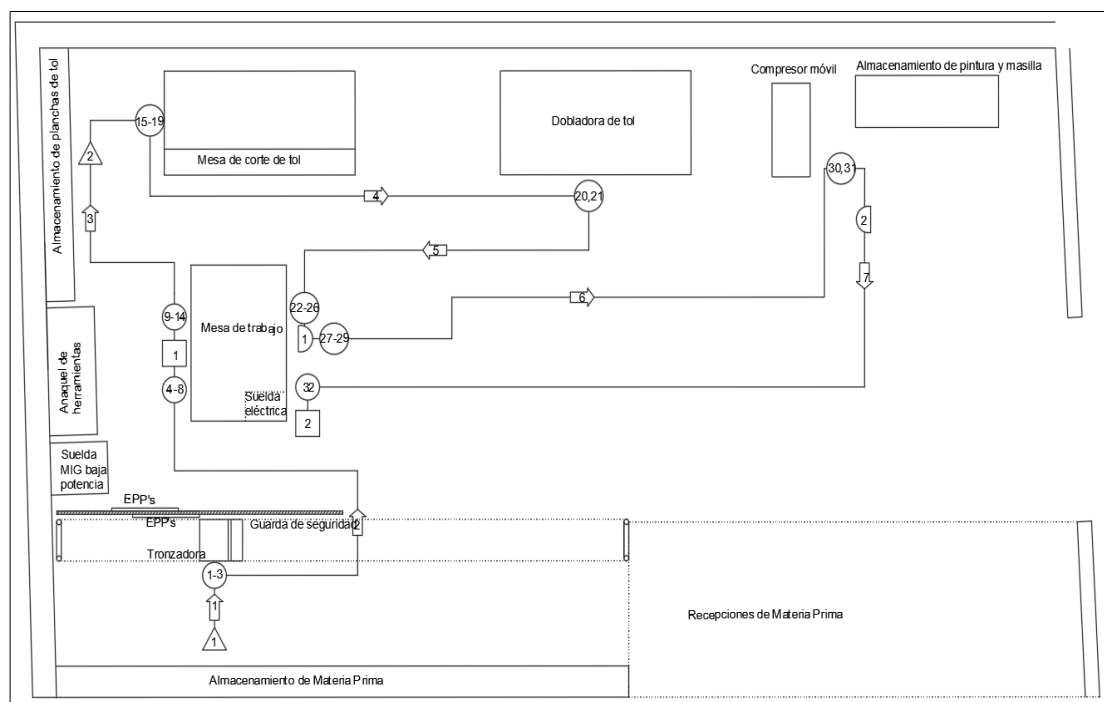 Compresor móvil
Almacenamiento de pintura y masilla
Almacenamiento de planchas de tol
15-19
Dobladora de tol
2
Mesa de corte de tol
30,31
4
20,21
3
2
5
7
6
22-26
9-14
Mesa de trabajo
1
27-29
Anaquel de
herramientas
1
4-8
32
Suelda
eléctrica
2
Suelda
MIG baja
potencia
EPP's
EPP's
Guarda de seguridad
2
Tronzadora
1-3
1
1
Recepciones de Materia Prima
Almacenamiento de Materia Prima